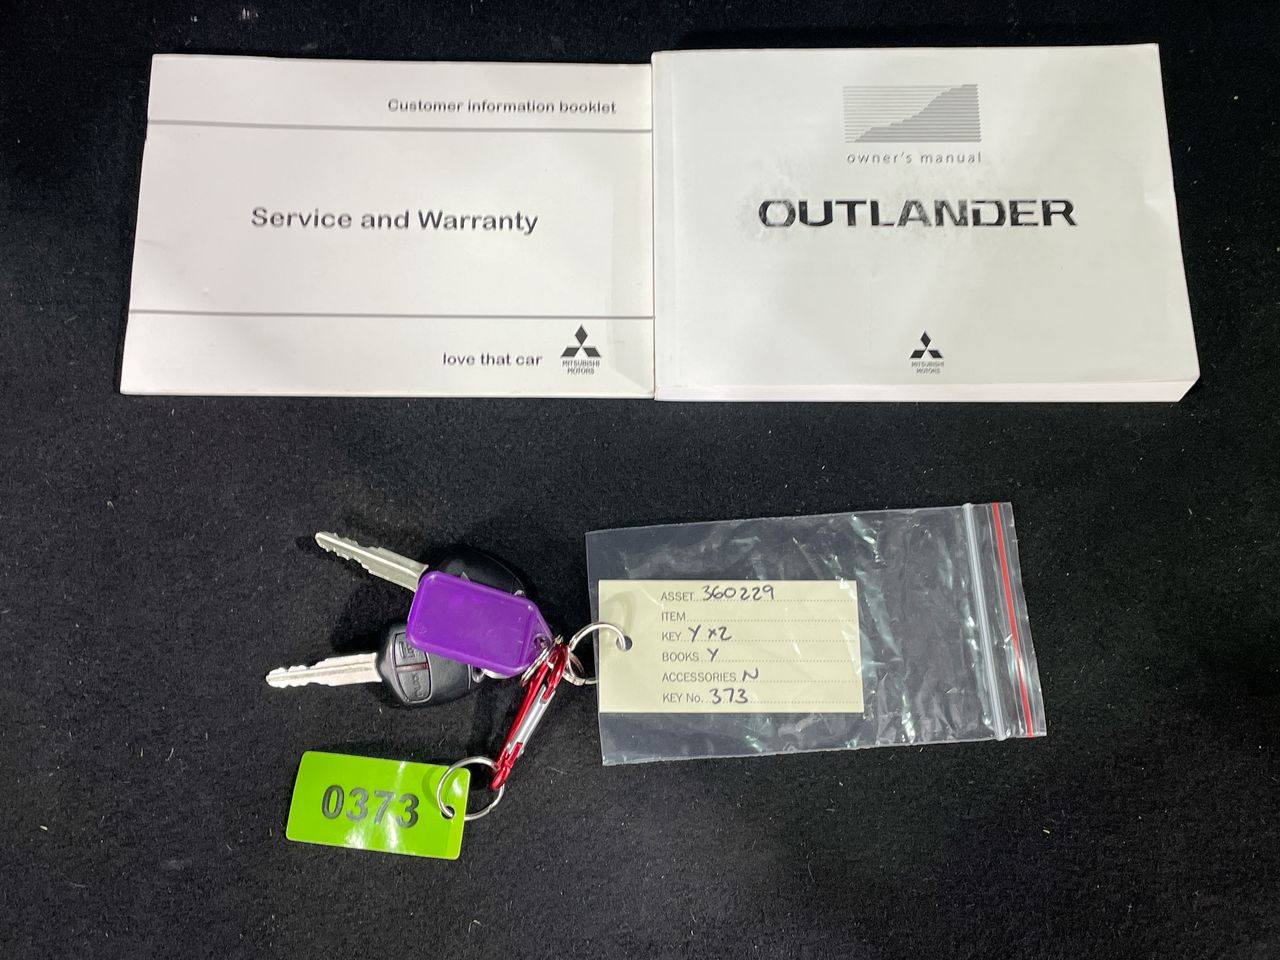 Customer information booklet
Service and Warranty
love that car
MITSUBISHI
MOTORS
owner's manual
OUTLANDER
MITSUBISHI
MOTORS
ASSET 360229
ITEM
KEY Y x2
BOOKS Y
ACCESSORIES N
KEY No. 373
0373